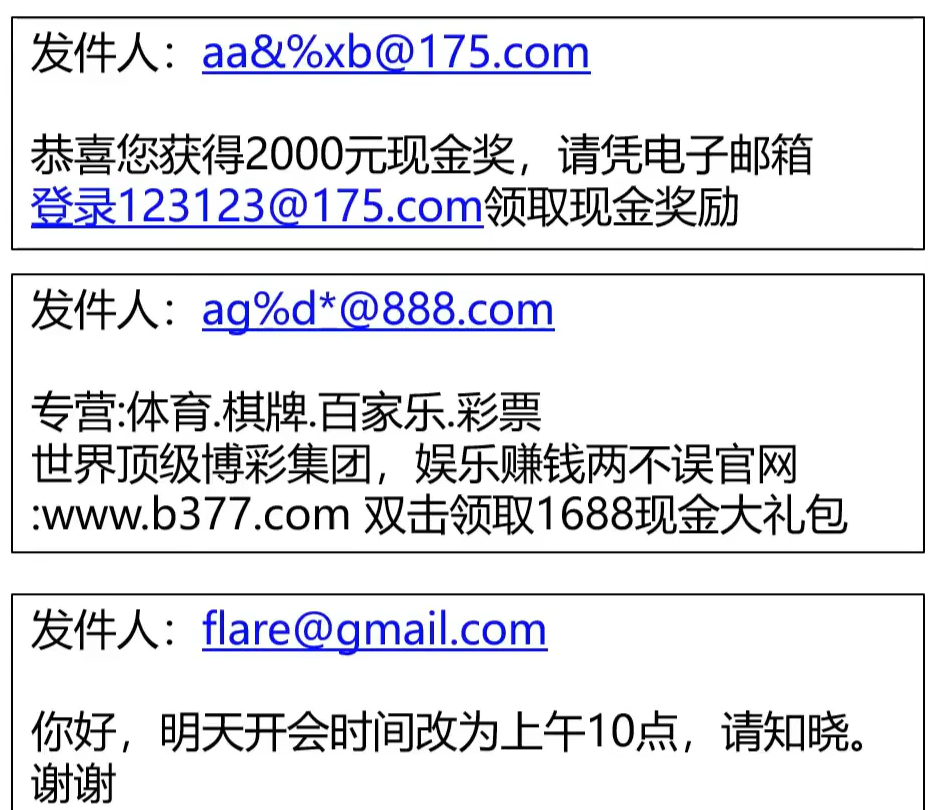 发件人：aa&%xb@175.com
恭喜您获得2000元现金奖，请凭电子邮箱
登录123123@175.com领取现金奖励
发件人：ag%d*@888.com
专营:体育.棋牌.百家乐.彩票
世界顶级博彩集团，娱乐赚钱两不误官网
:www.b377.com 双击领取1688现金大礼包
发件人：flare@gmail.com
你好，明天开会时间改为上午10点，请知晓。
谢谢